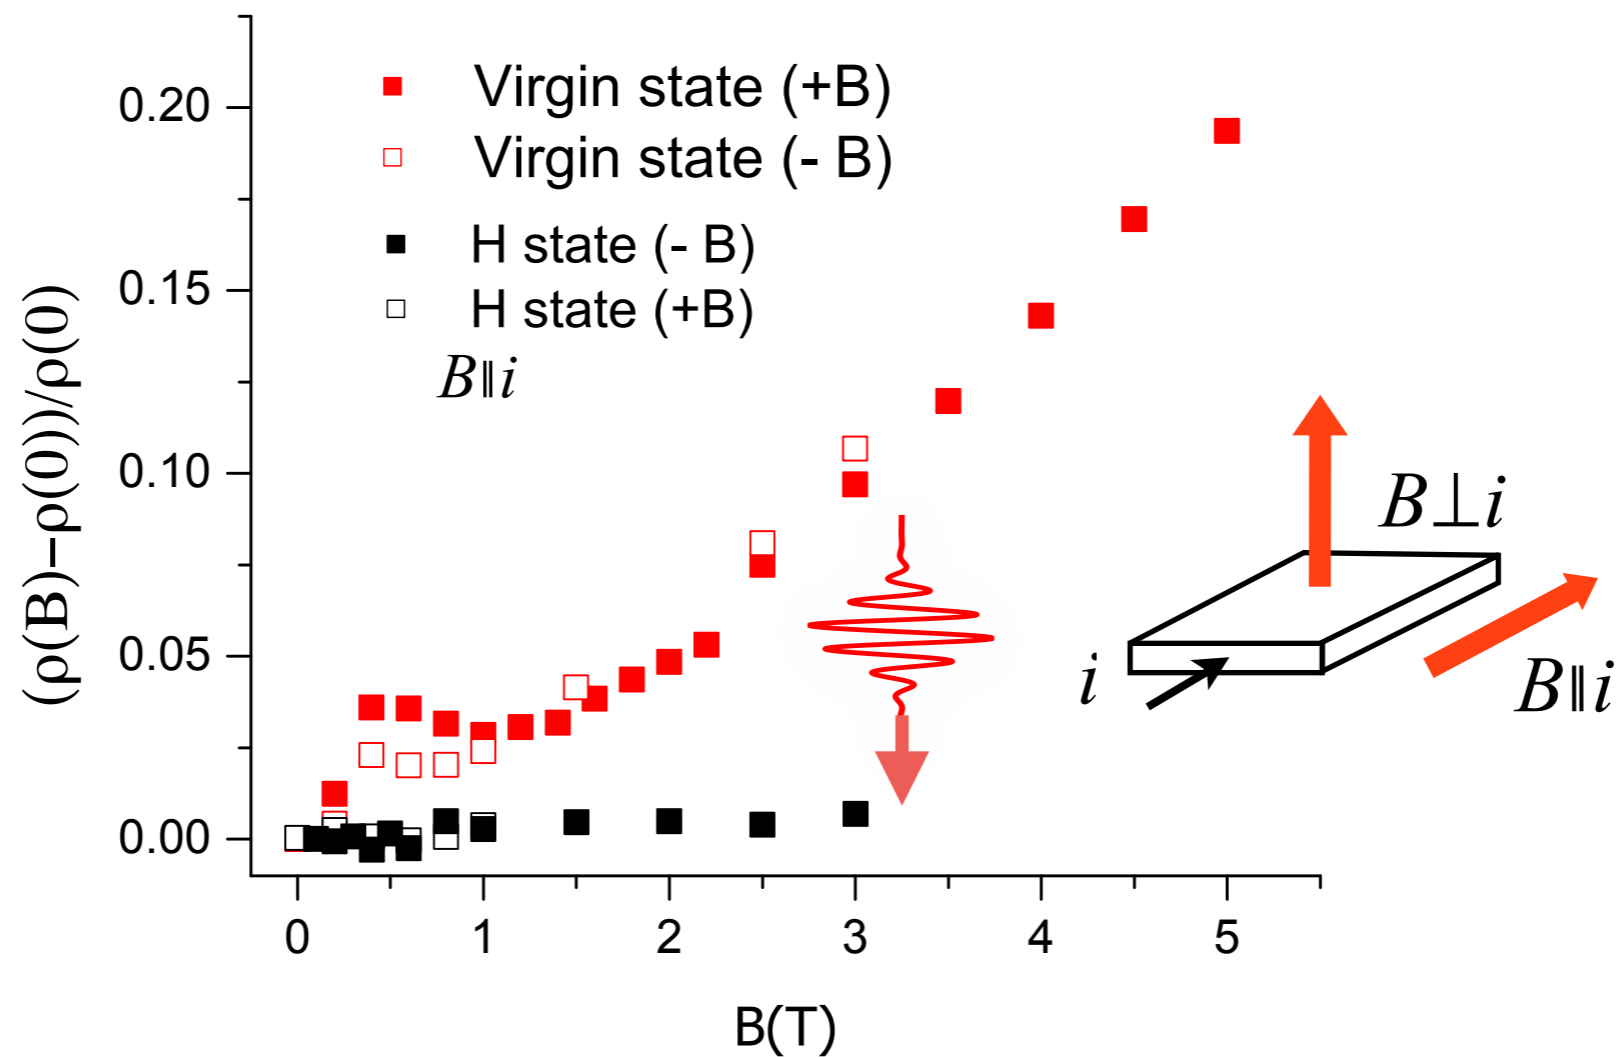 Virgin state (+B)
Virgin state (- B)
H state (- B)
H state (+B)
B∥i
(ρ(B)−ρ(0))/ρ(0)
0.20
0.15
0.10
0.05
0.00
0 1 2 3 4 5
B(T)
B⊥i
i
B∥i